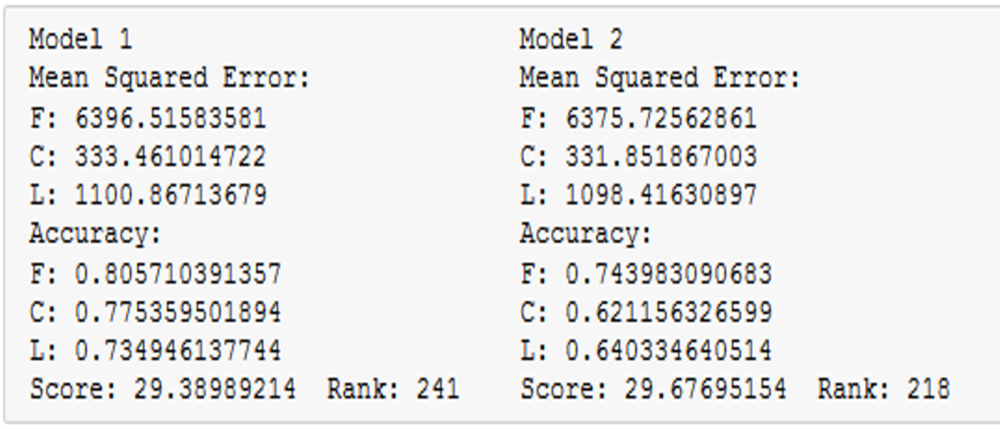 Model 1
Mean Squared Error:
F: 6396.51583581
C: 333.461014722
L: 1100.86713679
Accuracy:
F: 0.805710391357
C: 0.775359501894
L: 0.734946137744
Score: 29.38989214  Rank: 241
Model 2
Mean Squared Error:
F: 6375.72562861
C: 331.851867003
L: 1098.41630897
Accuracy:
F: 0.743983090683
C: 0.621156326599
L: 0.640334640514
Score: 29.67695154  Rank: 218